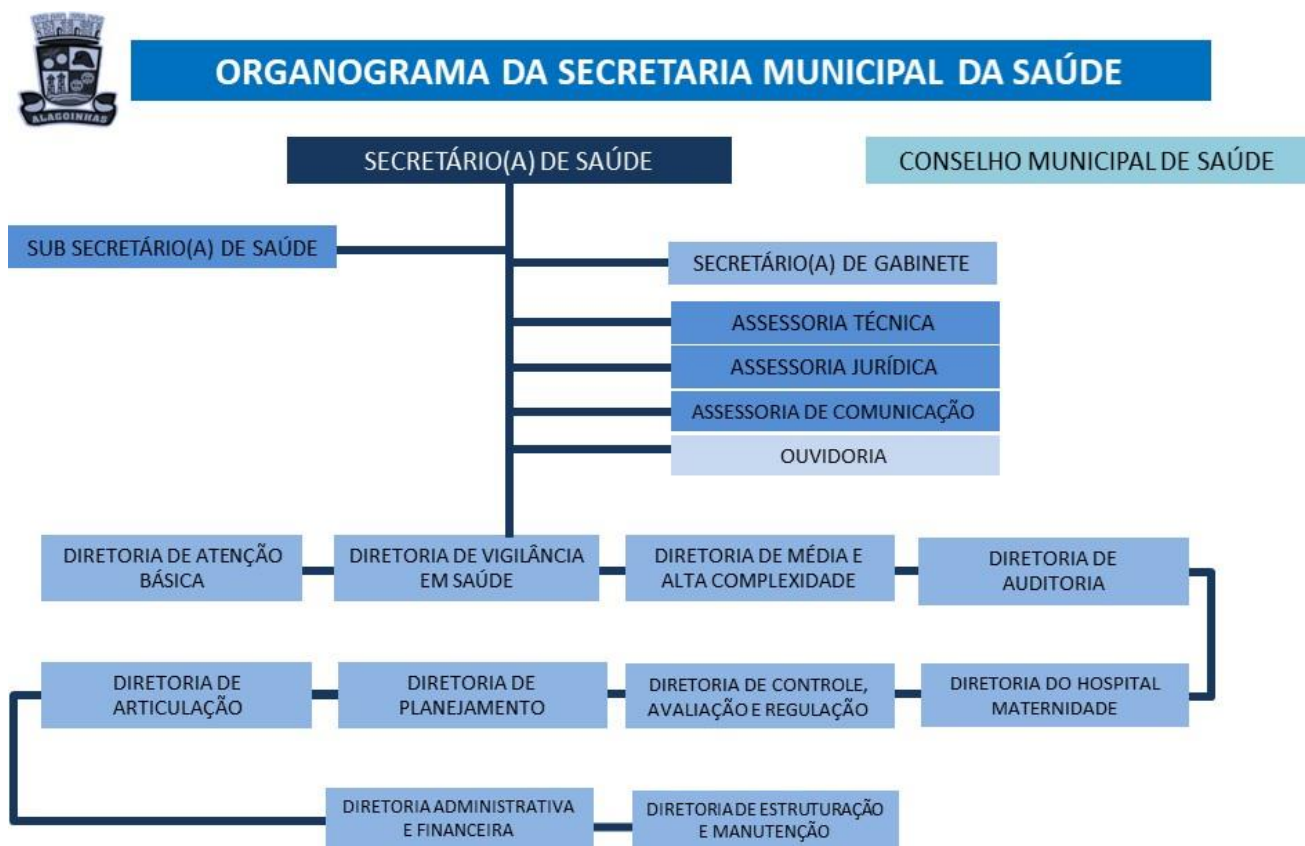 ALAGOINHAS
ORGANOGRAMA DA SECRETARIA MUNICIPAL DA SAÚDE
SECRETÁRIO(A) DE SAÚDE
CONSELHO MUNICIPAL DE SAÚDE
SUB SECRETÁRIO(A) DE SAÚDE
SECRETÁRIO(A) DE GABINETE
ASSESSORIA TÉCNICA
ASSESSORIA JURÍDICA
ASSESSORIA DE COMUNICAÇÃO
OUVIDORIA
DIRETORIA DE ATENÇÃO
BÁSICA
DIRETORIA DE VIGILÂNCIA
EM SAÚDE
DIRETORIA DE MÉDIA E
ALTA COMPLEXIDADE
DIRETORIA DE
AUDITORIA
DIRETORIA DE
ARTICULAÇÃO
DIRETORIA DE
PLANEJAMENTO
DIRETORIA DE CONTROLE,
AVALIAÇÃO E REGULAÇÃO
DIRETORIA DO HOSPITAL
MATERNIDADE
DIRETORIA ADMINISTRATIVA
E FINANCEIRA
DIRETORIA DE ESTRUTURAÇÃO
E MANUTENÇÃO